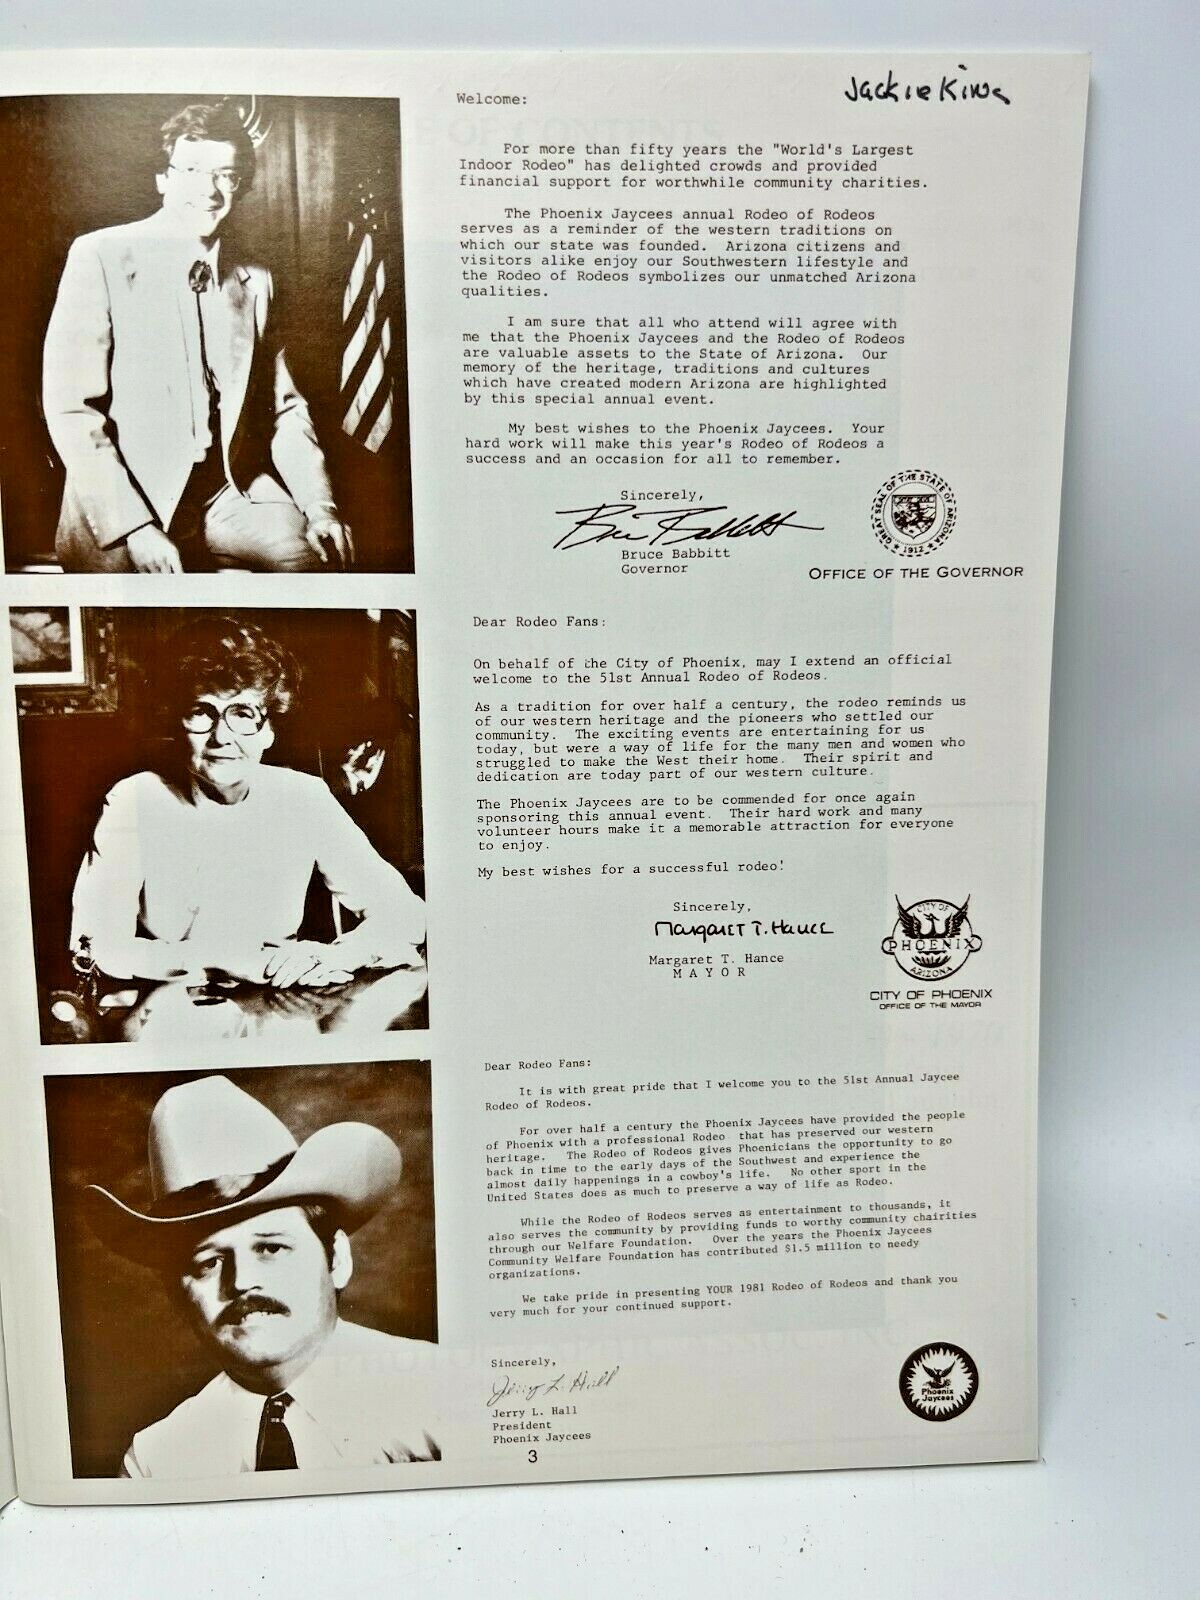 Jackie King
Welcome:
For more than fifty years the "World's Largest
Indoor Rodeo" has delighted crowds and provided
financial support for worthwhile community charities.
The Phoenix Jaycees annual Rodeo of Rodeos
serves as a reminder of the western traditions on
which our state was founded. Arizona citizens and
visitors alike enjoy our Southwestern lifestyle and
the Rodeo of Rodeos symbolizes our unmatched Arizona
qualities.
I am sure that all who attend will agree with
me that the Phoenix Jaycees and the Rodeo of Rodeos
are valuable assets to the State of Arizona. Our
memory of the heritage, traditions and cultures
which have created modern Arizona are highlighted
by this special annual event.
My best wishes to the Phoenix Jaycees. Your
hard work will make this year's Rodeo of Rodeos a
success and an occasion for all to remember.
Sincerely,
Bruce Babbitt
Bruce Babbitt
Governor
GREAT SEAL OF THE STATE OF ARIZONA
1912
OFFICE OF THE GOVERNOR
Dear Rodeo Fans:
On behalf of the City of Phoenix, may I extend an official
welcome to the 51st Annual Rodeo of Rodeos.
As a tradition for over half a century, the rodeo reminds us
of our western heritage and the pioneers who settled our
community. The exciting events are entertaining for us
today, but were a way of life for the many men and women who
struggled to make the West their home. Their spirit and
dedication are today part of our western culture.
The Phoenix Jaycees are to be commended for once again
sponsoring this annual event. Their hard work and many
volunteer hours make it a memorable attraction for everyone
to enjoy.
My best wishes for a successful rodeo!
Sincerely,
Margaret T. Hance
Margaret T. Hance
MAYOR
CITY OF
PHOENIX
ARIZONA
CITY OF PHOENIX
OFFICE OF THE MAYOR
Dear Rodeo Fans:
It is with great pride that I welcome you to the 51st Annual Jaycee
Rodeo of Rodeos.
For over half a century the Phoenix Jaycees have provided the people
of Phoenix with a professional Rodeo that has preserved our western
heritage. The Rodeo of Rodeos gives Phoenicians the opportunity to go
back in time to the early days of the Southwest and experience the
almost daily happenings in a cowboy's life. No other sport in the
United States does as much to preserve a way of life as Rodeo.
While the Rodeo of Rodeos serves as entertainment to thousands, it
also serves the community by providing funds to worthy community chairities
through our Welfare Foundation. Over the years the Phoenix Jaycees
Community Welfare Foundation has contributed $1.5 million to needy
organizations.
We take pride in presenting YOUR 1981 Rodeo of Rodeos and thank you
very much for your continued support.
Sincerely,
Jerry L. Hall
Jerry L. Hall
President
Phoenix Jaycees
Phoenix
Jaycees
3